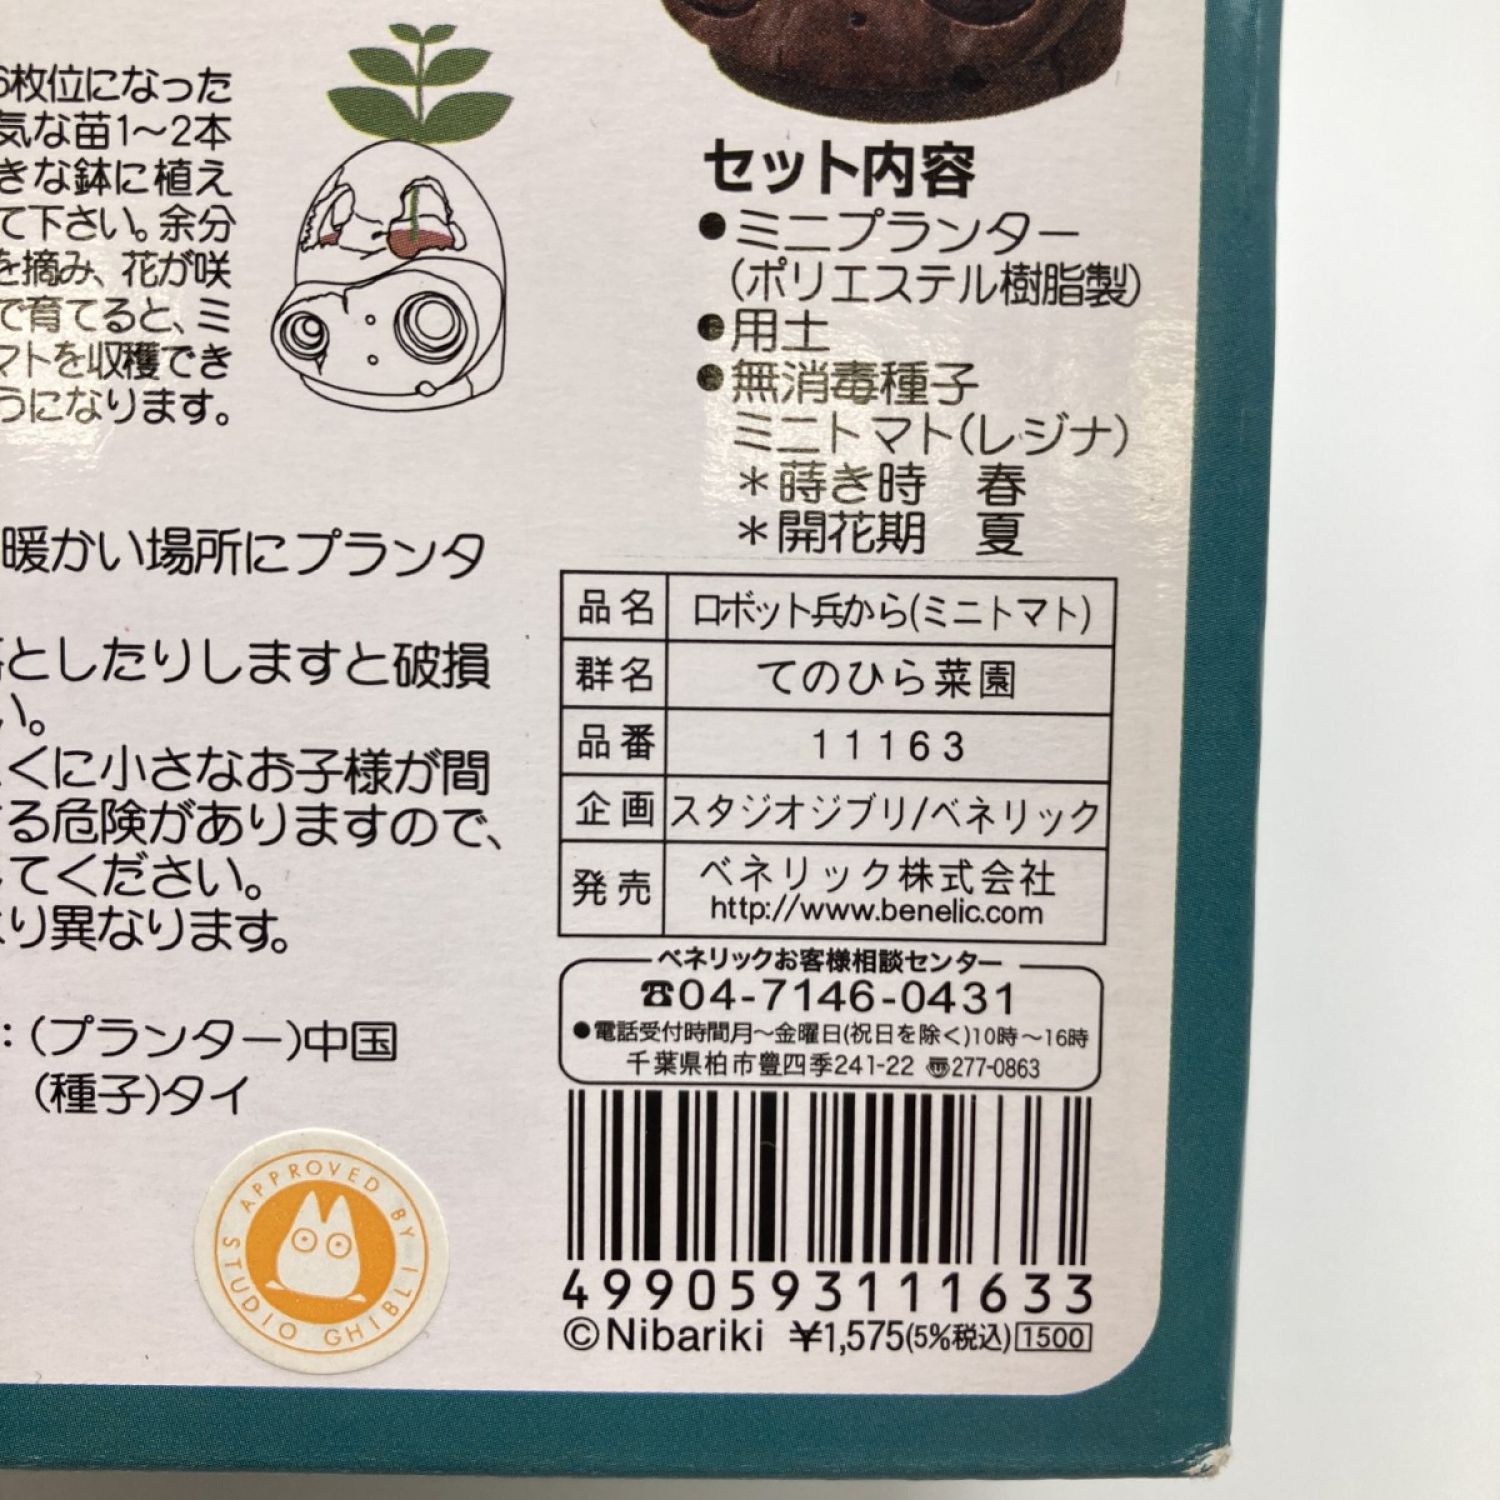 6枚位になった
気な苗1～2本
きな鉢に植え
て下さい。余分
を摘み、花が咲
で育てると、ミ
マトを収穫でき
うになります。
暖かい場所にプランタ
落としたりしますと破損
い。
くに小さなお子様が間
る危険がありますので、
てください。
より異なります。
：(プランター)中国
(種子)タイ
APPROVED BY
STUDIO GHIBLI
セット内容
●ミニプランター
(ポリエステル樹脂製)
●用土
●無消毒種子
ミニトマト(レジナ)
＊蒔き時 春
＊開花期 夏
品名 ロボット兵から(ミニトマト)
群名 てのひら菜園
品番 11163
企画 スタジオジブリ/ベネリック
発売 ベネリック株式会社
http://www.benelic.com
ベネリックお客様相談センター
☎04-7146-0431
●電話受付時間月～金曜日(祝日を除く)10時～16時
千葉県柏市豊四季241-22 〠277-0863
4990593111633
©Nibariki ¥1,575(5%税込) 1500